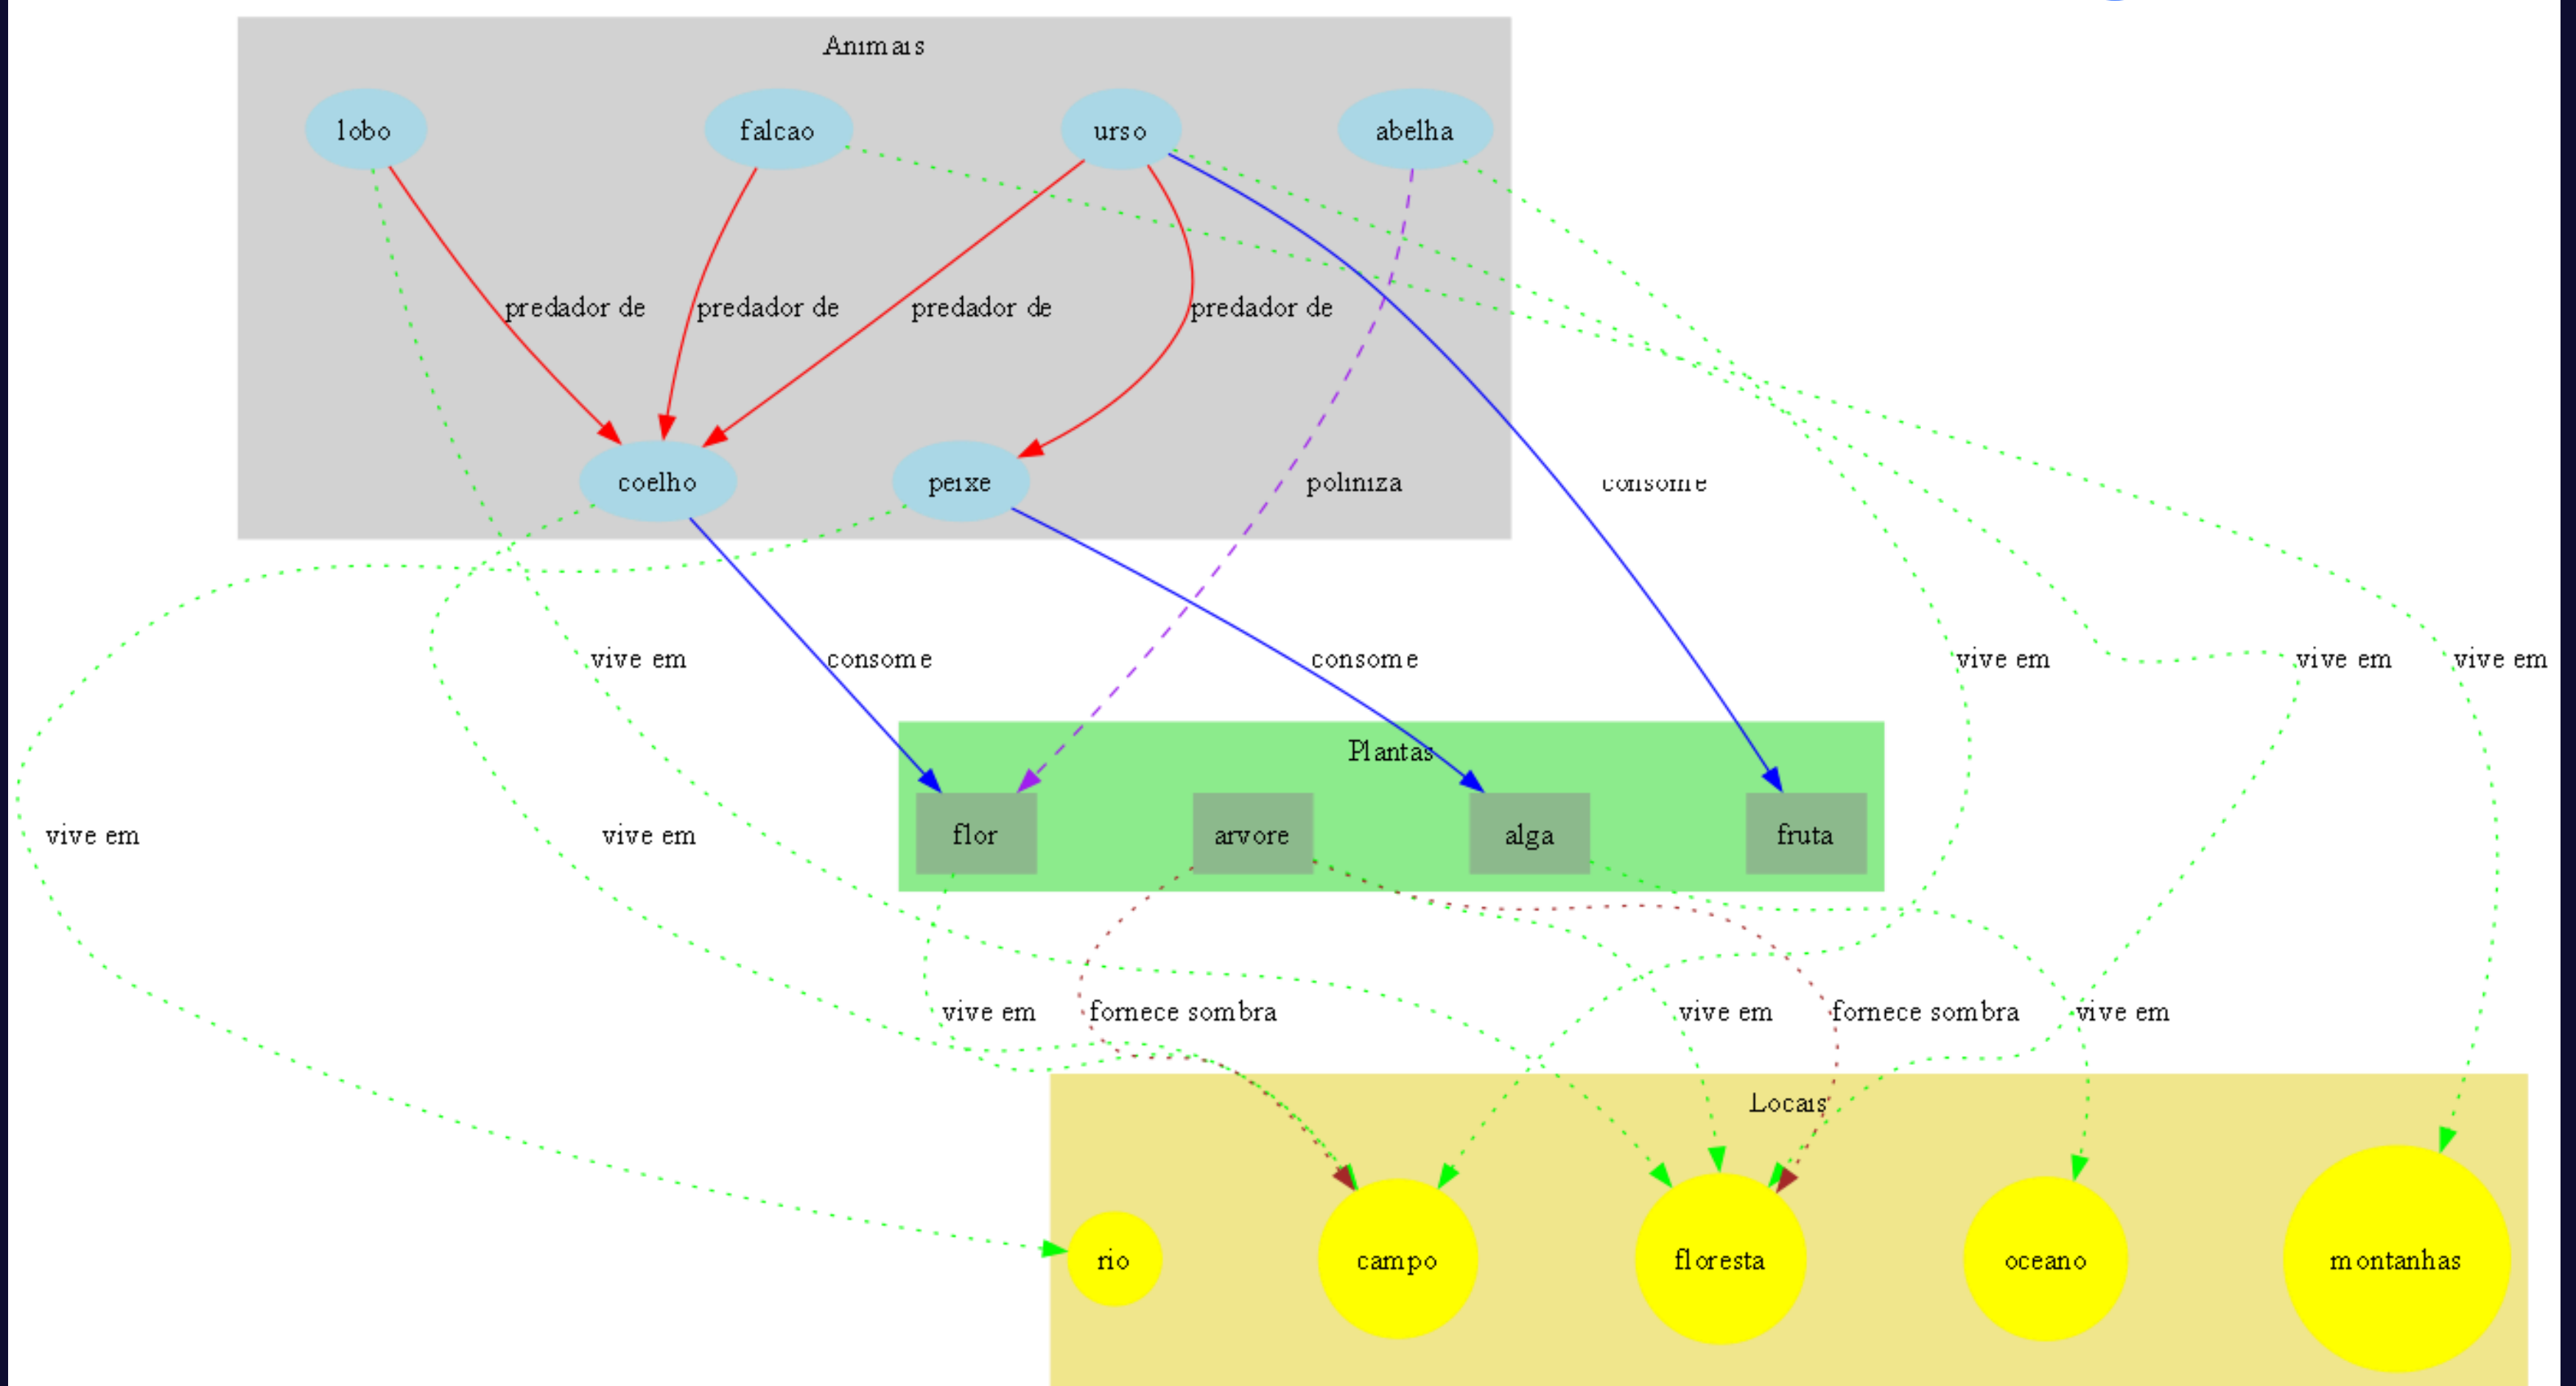 Animais
lobo
falcao
urso
abelha
predador de
predador de
predador de
predador de
coelho
peixe
poliniza
consome
vive em
consome
consome
vive em
vive em
vive em
Plantas
vive em
vive em
flor
arvore
alga
fruta
vive em
fornece sombra
vive em
fornece sombra
vive em
Locais
rio
campo
floresta
oceano
montanhas